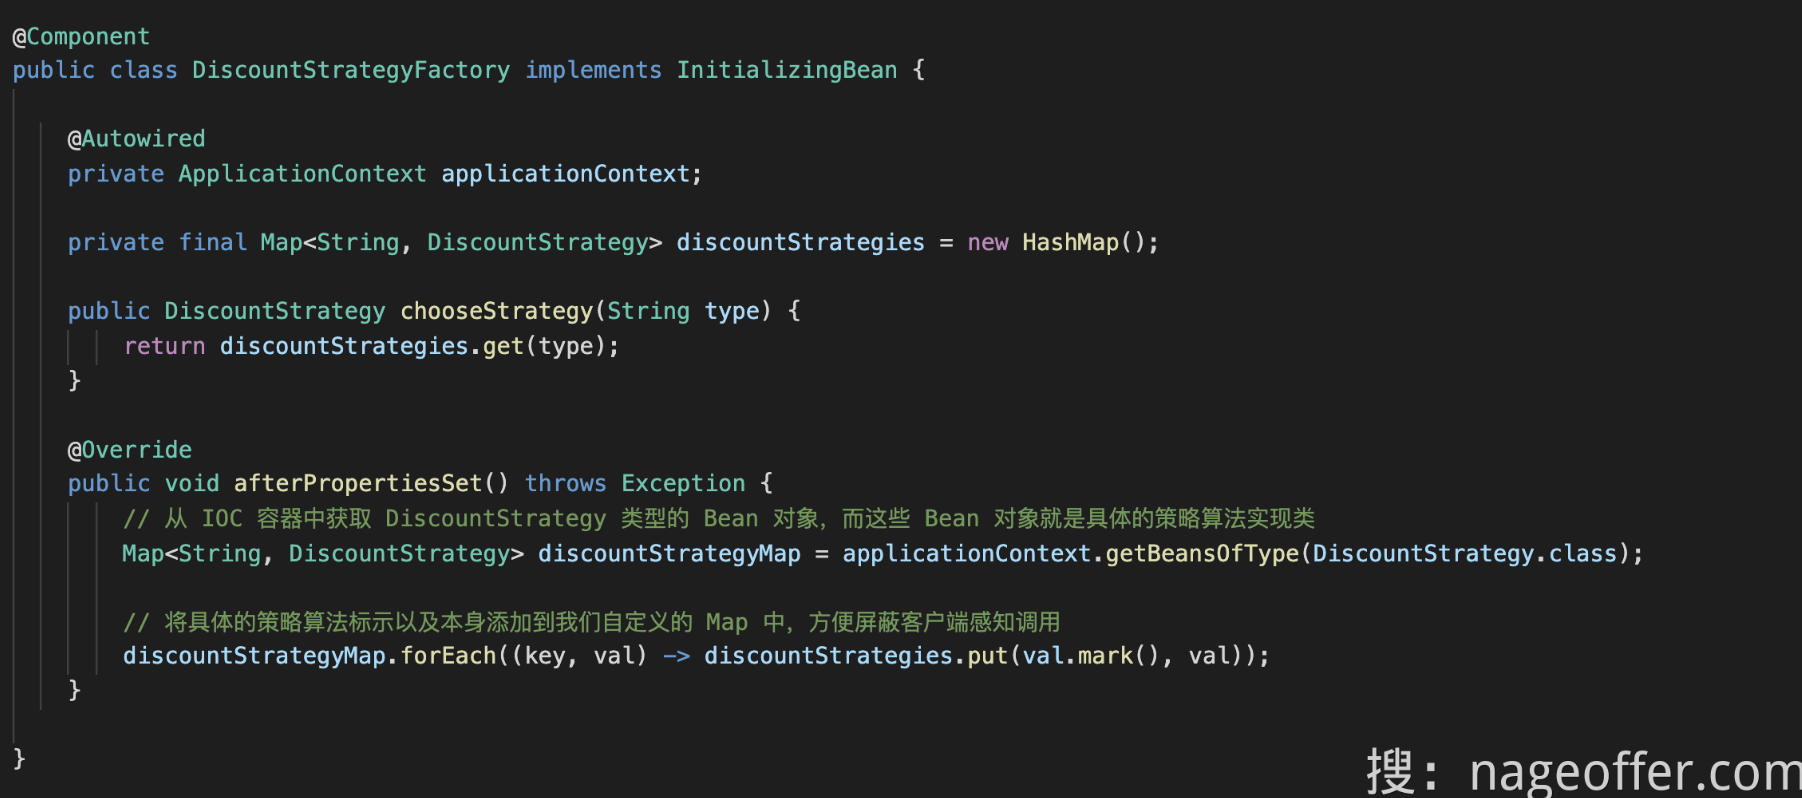 @Component
public class DiscountStrategyFactory implements InitializingBean {
@Autowired
private ApplicationContext applicationContext;
private final Map<String, DiscountStrategy> discountStrategies = new HashMap();
public DiscountStrategy chooseStrategy(String type) {
return discountStrategies.get(type);
}
@Override
public void afterPropertiesSet() throws Exception {
// 从 IOC 容器中获取 DiscountStrategy 类型的 Bean 对象，而这些 Bean 对象就是具体的策略算法实现类
Map<String, DiscountStrategy> discountStrategyMap = applicationContext.getBeansOfType(DiscountStrategy.class);
// 将具体的策略算法标示以及本身添加到我们自定义的 Map 中，方便屏蔽客户端感知调用
discountStrategyMap.forEach((key, val) -> discountStrategies.put(val.mark(), val));
}
}
搜：nageoffer.com